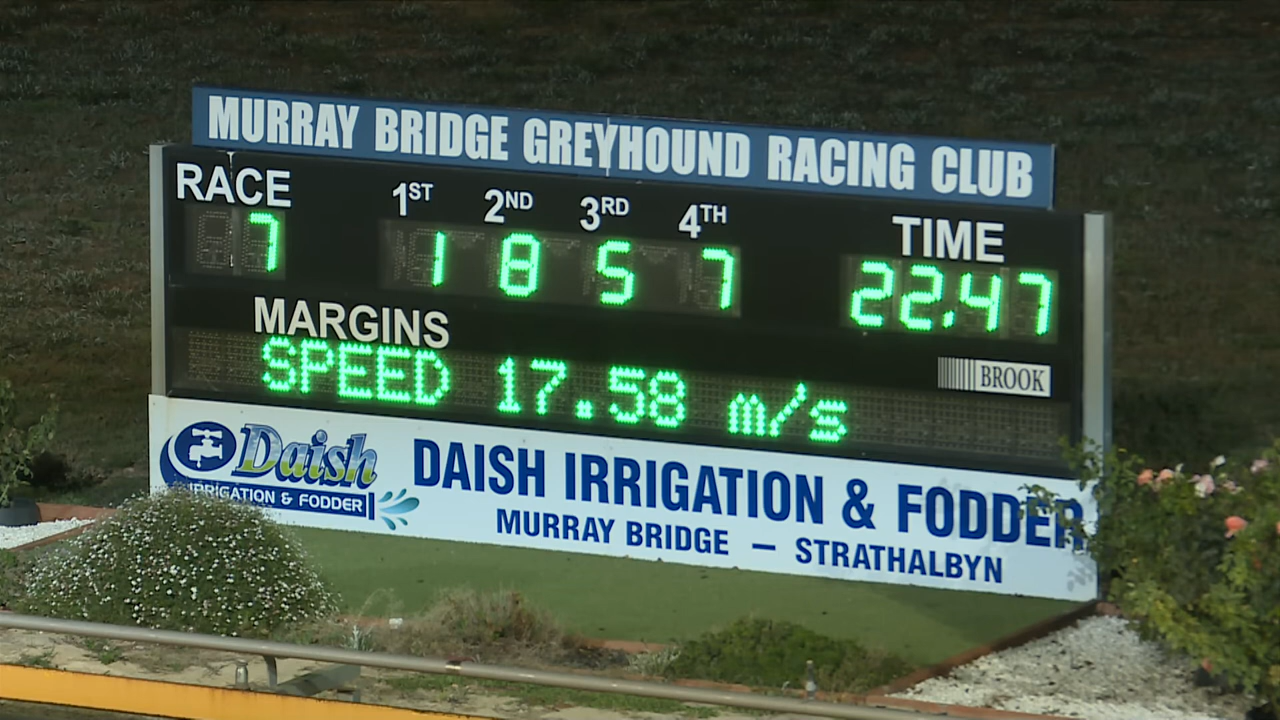 MURRAY BRIDGE GREYHOUND RACING CLUB
RACE 1ST 2ND 3RD 4TH TIME
7 1 8 5 7 22.47
MARGINS
SPEED 17.58 m/s
BROOK
Daish
IRRIGATION & FODDER
DAISH IRRIGATION & FODDER
MURRAY BRIDGE – STRATHALBYN